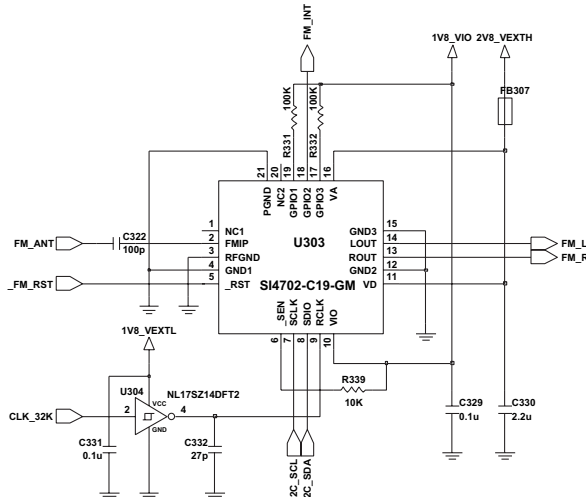 FM_INT
1V8_VIO 2V8_VEXTH
FB307
100K
100K
R331
R332
21
20
19
18
17
16
PGND
NC2
GPIO1
GPIO2
GPIO3
VA
FM_ANT
C322
100p
_FM_RST
1
2
3
4
5
NC1
FMIP
RFGND
GND1
_RST
U303
SI4702-C19-GM
GND3
LOUT
ROUT
GND2
VD
15
14
13
12
11
FM_L
FM_R
_SEN
SCLK
SDIO
RCLK
VIO
6
7
8
9
10
1V8_VEXTL
U304
NL17SZ14DFT2
VCC
GND
CLK_32K
2
4
R339
10K
C331
0.1u
C332
27p
C329
0.1u
C330
2.2u
2C_SCL
2C_SDA